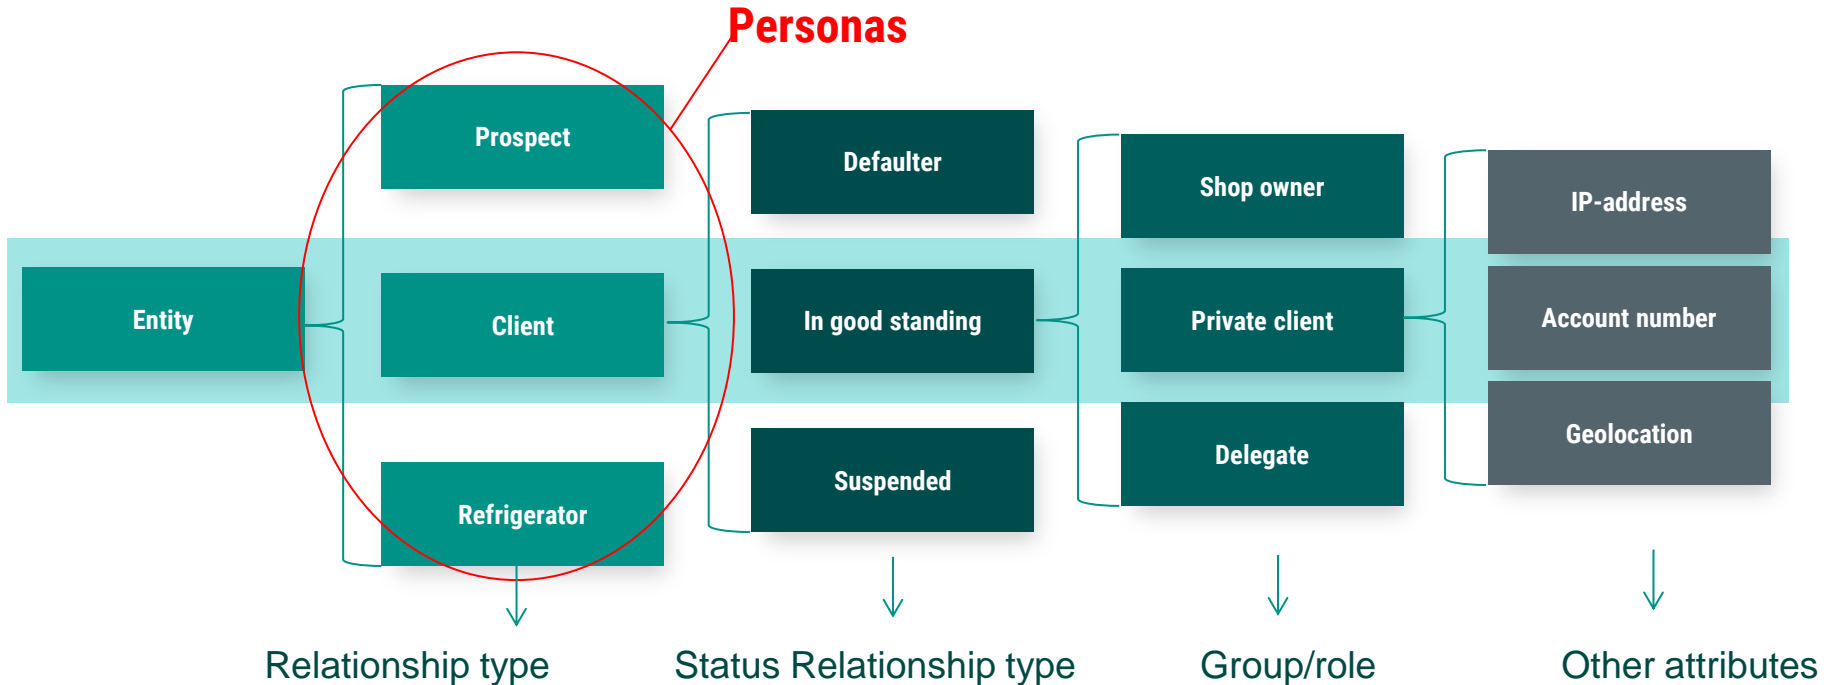 Personas
Entity
Prospect
Client
Refrigerator
Defaulter
In good standing
Suspended
Shop owner
Private client
Delegate
IP-address
Account number
Geolocation
Relationship type
Status Relationship type
Group/role
Other attributes